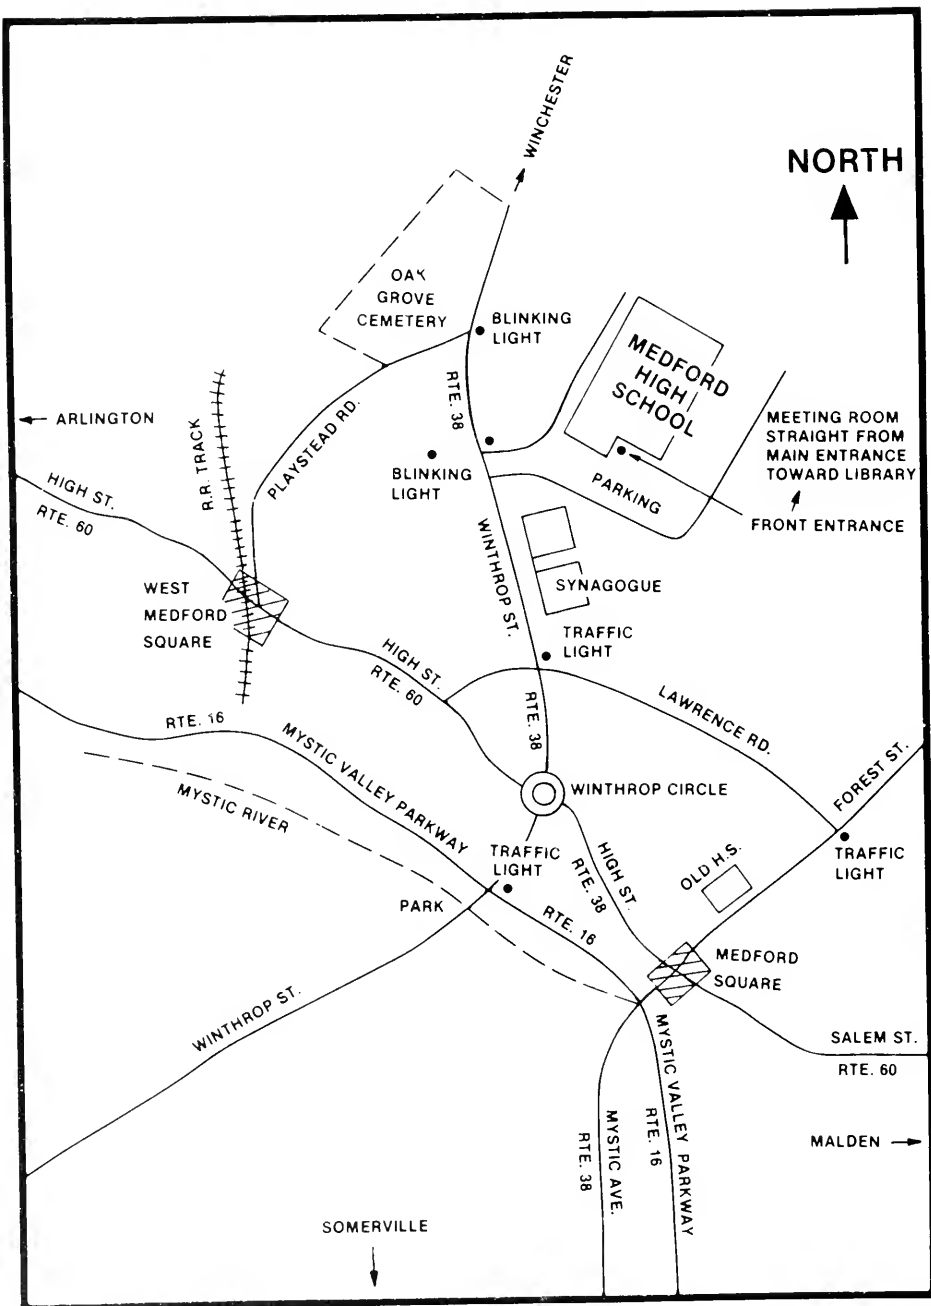 WINCHESTER
NORTH
OAK
GROVE
CEMETERY
BLINKING
LIGHT
MEDFORD
HIGH
SCHOOL
ARLINGTON
RTE. 38
MEETING ROOM
STRAIGHT FROM
MAIN ENTRANCE
TOWARD LIBRARY
R.R. TRACK
PLAYSTEAD RD.
BLINKING
LIGHT
HIGH ST.
RTE. 60
PARKING
FRONT ENTRANCE
WINTHROP ST.
SYNAGOGUE
WEST
MEDFORD
SQUARE
TRAFFIC
LIGHT
HIGH ST.
RTE. 60
RTE. 38
LAWRENCE RD.
RTE. 16
MYSTIC VALLEY PARKWAY
FOREST ST.
MYSTIC RIVER
WINTHROP CIRCLE
TRAFFIC
LIGHT
HIGH ST.
RTE. 38
OLD H.S.
TRAFFIC
LIGHT
PARK
RTE. 16
MEDFORD
SQUARE
WINTHROP ST.
SALEM ST.
RTE. 60
MYSTIC VALLEY PARKWAY
RTE. 16
MYSTIC AVE.
RTE. 38
MALDEN
SOMERVILLE